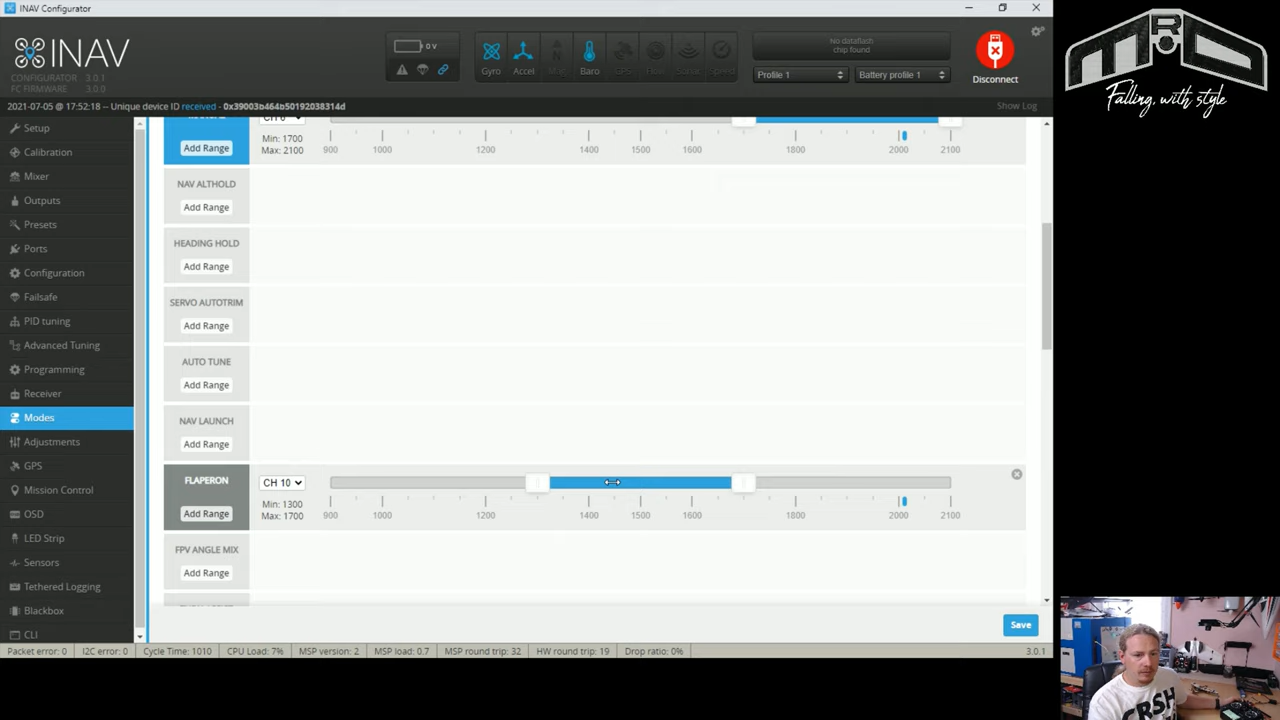 INAV Configurator
INAV
CONFIGURATOR 3.0.1
FC FIRMWARE 3.0.0
0 V
Gyro
Accel
Baro
GPS
Flow
Sonar
Speed
No dataflash
chip found
Profile 1
Battery profile 1
Disconnect
2021-07-05 @ 17:52:18 -- Unique device ID received - 0x39003b464b50192038314d
Show Log
Setup
Calibration
Mixer
Outputs
Presets
Ports
Configuration
Failsafe
PID tuning
Advanced Tuning
Programming
Receiver
Modes
Adjustments
GPS
Mission Control
OSD
LED Strip
Sensors
Tethered Logging
Blackbox
CLI
Add Range
CH 6
Min: 1700
Max: 2100
900 1000 1200 1400 1500 1600 1800 2000 2100
NAV ALTHOLD
Add Range
HEADING HOLD
Add Range
SERVO AUTOTRIM
Add Range
AUTO TUNE
Add Range
NAV LAUNCH
Add Range
FLAPERON
Add Range
CH 10
Min: 1300
Max: 1700
900 1000 1200 1400 1500 1600 1800 2000 2100
FPV ANGLE MIX
Add Range
Save
Packet error: 0 I2C error: 0 Cycle Time: 1010 CPU Load: 7% MSP version: 2 MSP load: 0.7 MSP round trip: 32 HW round trip: 19 Drop ratio: 0% 3.0.1
MRD
Falling, with style